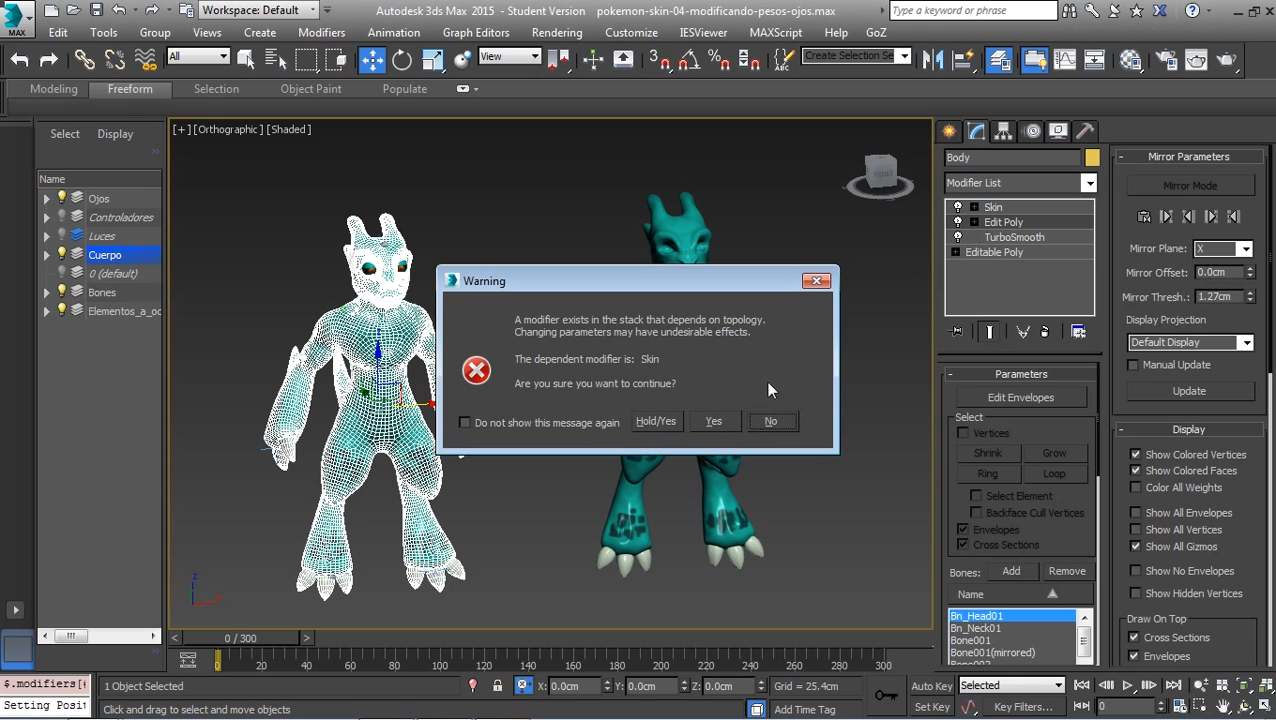 Workspace: Default
Autodesk 3ds Max 2015 - Student Version    pokemon-skin-04-modificando-pesos-ojos.max
Type a keyword or phrase
MAX
Edit Tools Group Views Create Modifiers Animation Graph Editors Rendering Customize IESViewer MAXScript Help GoZ
All
View
Create Selection Se
Modeling Freeform Selection Object Paint Populate
Select Display
Name
Ojos
Controladores
Luces
Cuerpo
0 (default)
Bones
Elementos_a_oc
[+] [Orthographic] [Shaded]
FRONT
Warning
A modifier exists in the stack that depends on topology.
Changing parameters may have undesirable effects.
The dependent modifier is: Skin
Are you sure you want to continue?
Do not show this message again
Hold/Yes
Yes
No
Body
Modifier List
Skin
Edit Poly
TurboSmooth
Editable Poly
Parameters
Edit Envelopes
Select
Vertices
Shrink Grow
Ring Loop
Select Element
Backface Cull Vertices
Envelopes
Cross Sections
Bones: Add Remove
Name
Bn_Head01
Bn_Neck01
Bone001
Bone001(mirrored)
Mirror Parameters
Mirror Mode
Mirror Plane: X
Mirror Offset: 0.0cm
Mirror Thresh.: 1.27cm
Display Projection
Default Display
Manual Update
Update
Display
Show Colored Vertices
Show Colored Faces
Color All Weights
Show All Envelopes
Show All Vertices
Show All Gizmos
Show No Envelopes
Show Hidden Vertices
Draw On Top
Cross Sections
Envelopes
0 / 300
0 20 40 60 80 100 120 140 160 180 200 220 240 260 280 300
$.modifiers[
Setting Posit
1 Object Selected
X: 0.0cm Y: 0.0cm Z: 0.0cm Grid = 25.4cm
Auto Key Selected
Click and drag to select and move objects
Add Time Tag
Set Key Key Filters...
0